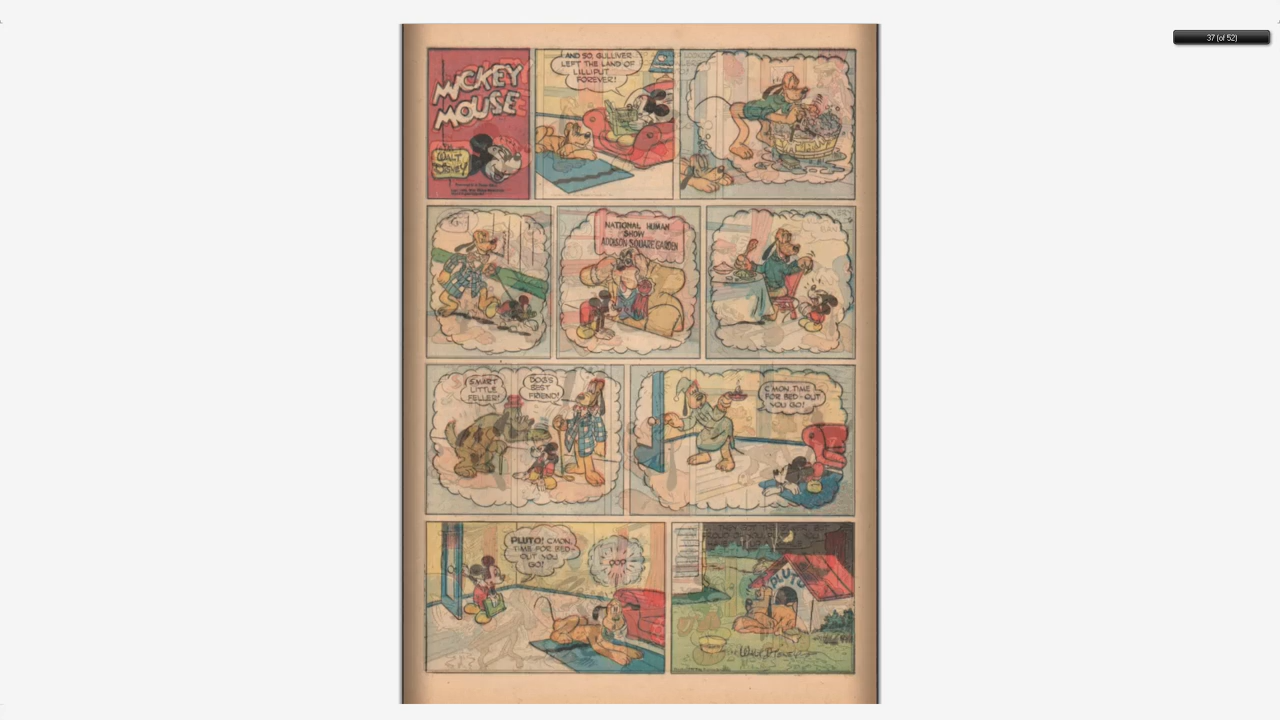 37 (of 52)
MICKEY
MOUSE
WALT
DISNEY
AND SO, GULLIVER
LEFT THE LAND OF
LILLIPUT
FOREVER!
NATIONAL HUMAN
SHOW
ADDISON SQUARE GARDEN
SMART
LITTLE
FELLER!
DOG'S
BEST
FRIEND!
C'MON, TIME
FOR BED-OUT
YOU GO!
PLUTO! C'MON,
TIME FOR BED-
OUT YOU
GO!
POP
PLUTO
WALT DISNEY